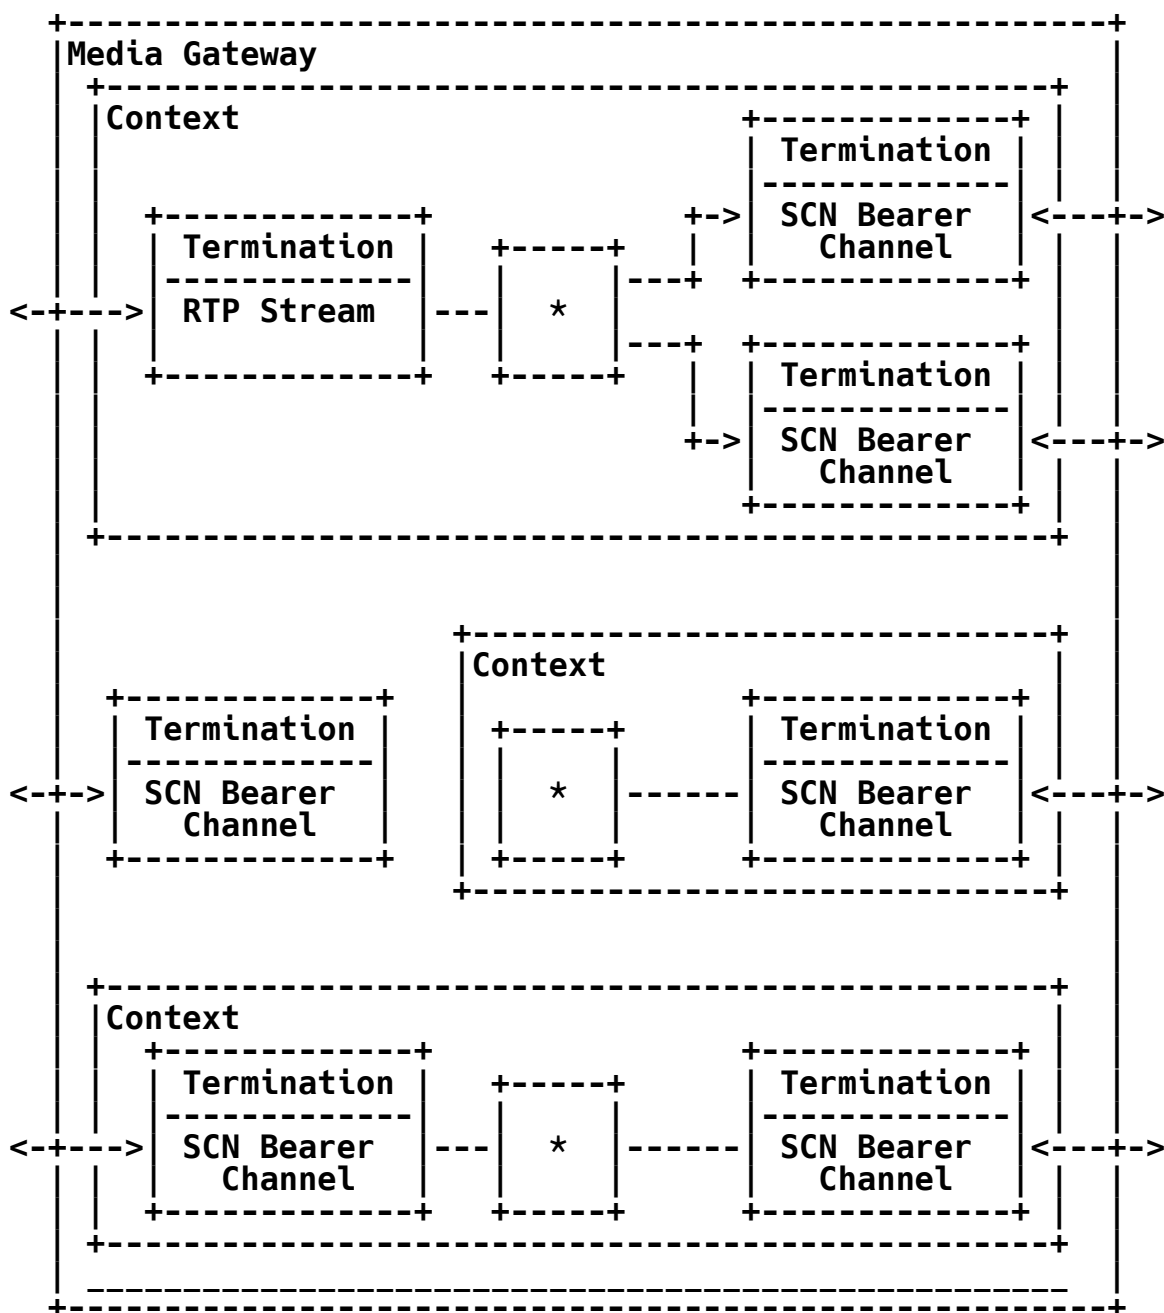 Media Gateway
Context
Termination
SCN Bearer
Channel
Termination
RTP Stream
*
Termination
SCN Bearer
Channel
Context
Termination
SCN Bearer
Channel
*
Termination
SCN Bearer
Channel
Context
Termination
SCN Bearer
Channel
*
Termination
SCN Bearer
Channel